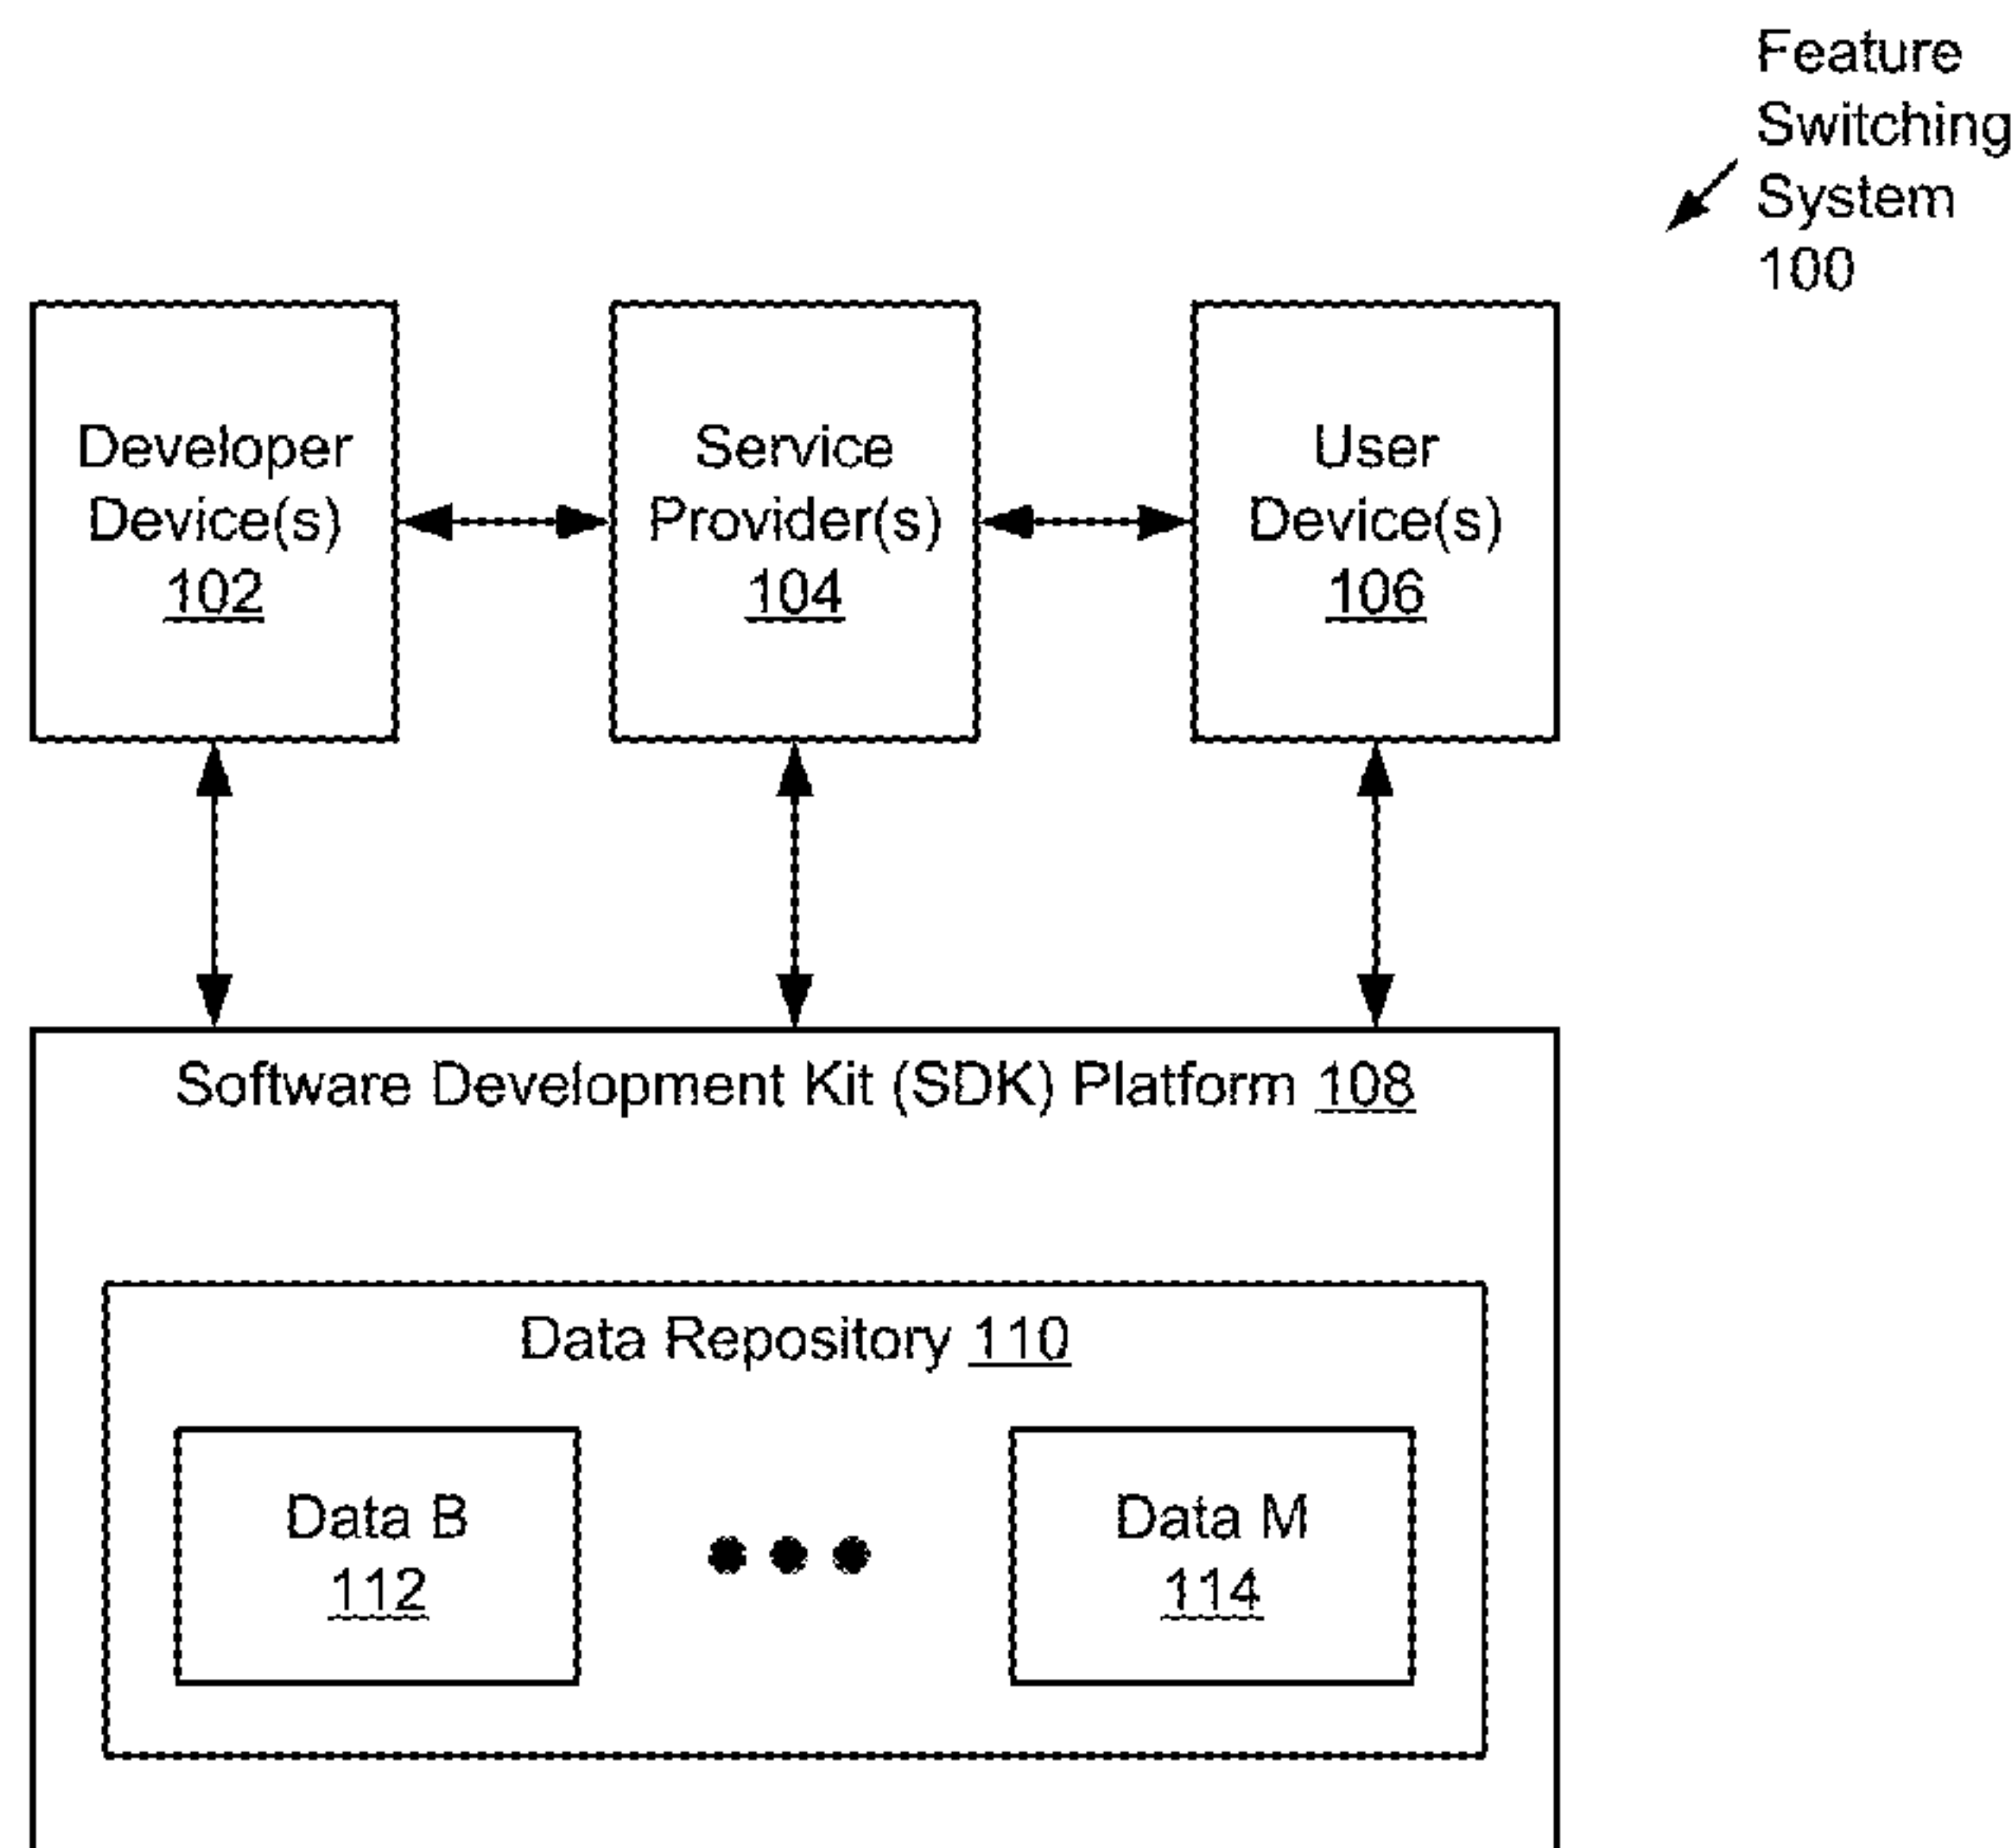 Feature
Switching
System
100
Developer
Device(s)
102
Service
Provider(s)
104
User
Device(s)
106
Software Development Kit (SDK) Platform 108
Data Repository 110
Data B
112
Data M
114